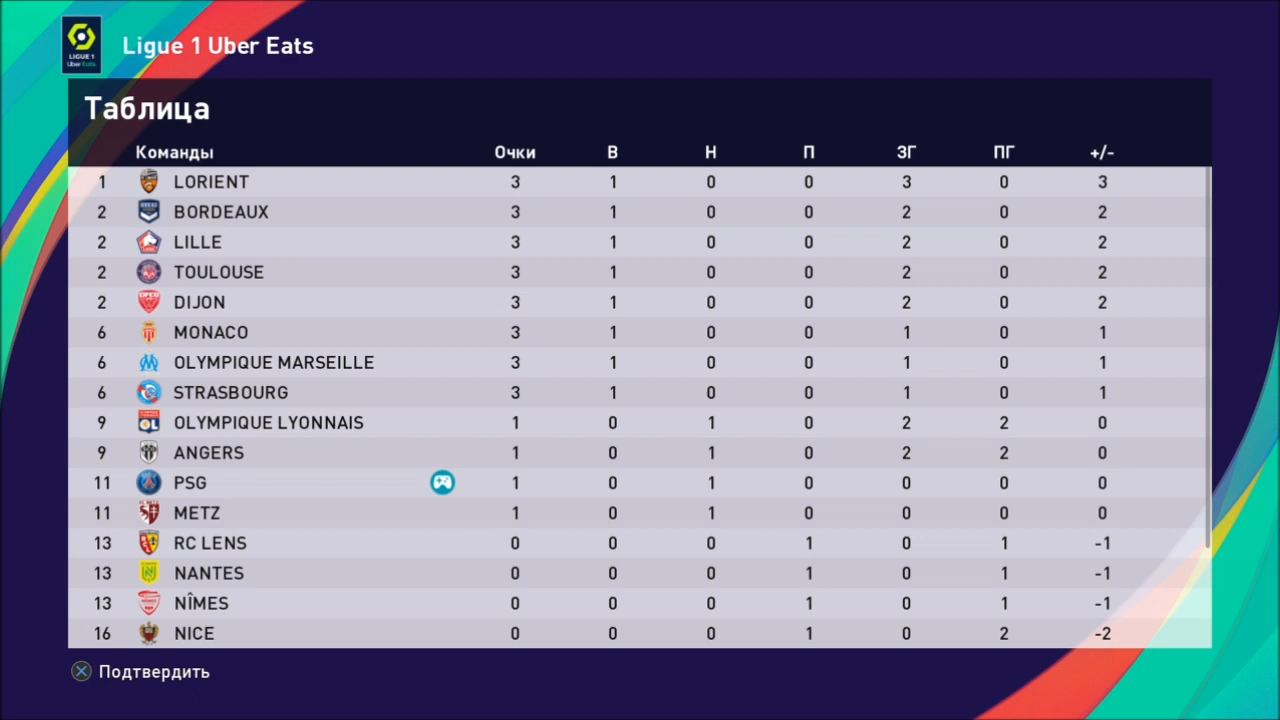 LIGUE 1
Uber Eats
Ligue 1 Uber Eats
Таблица
Команды Очки В Н П ЗГ ПГ +/-
1 LORIENT 3 1 0 0 3 0 3
2 BORDEAUX 3 1 0 0 2 0 2
2 LILLE 3 1 0 0 2 0 2
2 TOULOUSE 3 1 0 0 2 0 2
2 DIJON 3 1 0 0 2 0 2
6 MONACO 3 1 0 0 1 0 1
6 OLYMPIQUE MARSEILLE 3 1 0 0 1 0 1
6 STRASBOURG 3 1 0 0 1 0 1
9 OLYMPIQUE LYONNAIS 1 0 1 0 2 2 0
9 ANGERS 1 0 1 0 2 2 0
11 PSG 1 0 1 0 0 0 0
11 METZ 1 0 1 0 0 0 0
13 RC LENS 0 0 0 1 0 1 -1
13 NANTES 0 0 0 1 0 1 -1
13 NÎMES 0 0 0 1 0 1 -1
16 NICE 0 0 0 1 0 2 -2
Подтвердить